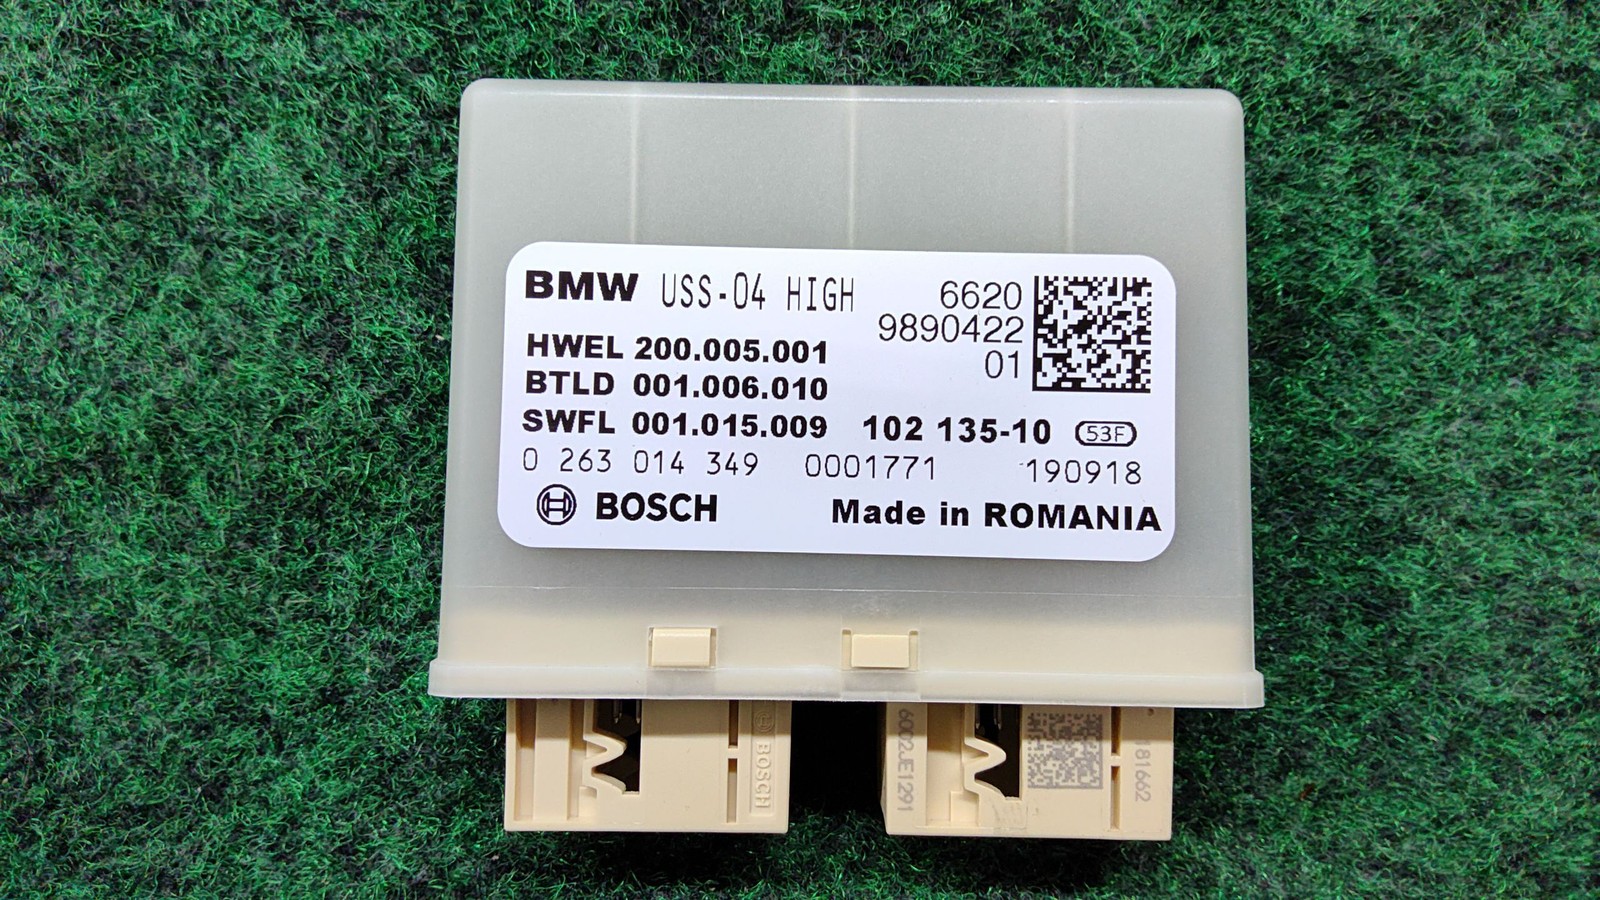 BMW USS-04 HIGH
6620
9890422
01
HWEL 200.005.001
BTLD 001.006.010
SWFL 001.015.009 102 135-10 53F
0 263 014 349 0001771 190918
BOSCH Made in ROMANIA
BOSCH
6002JE1291
81662